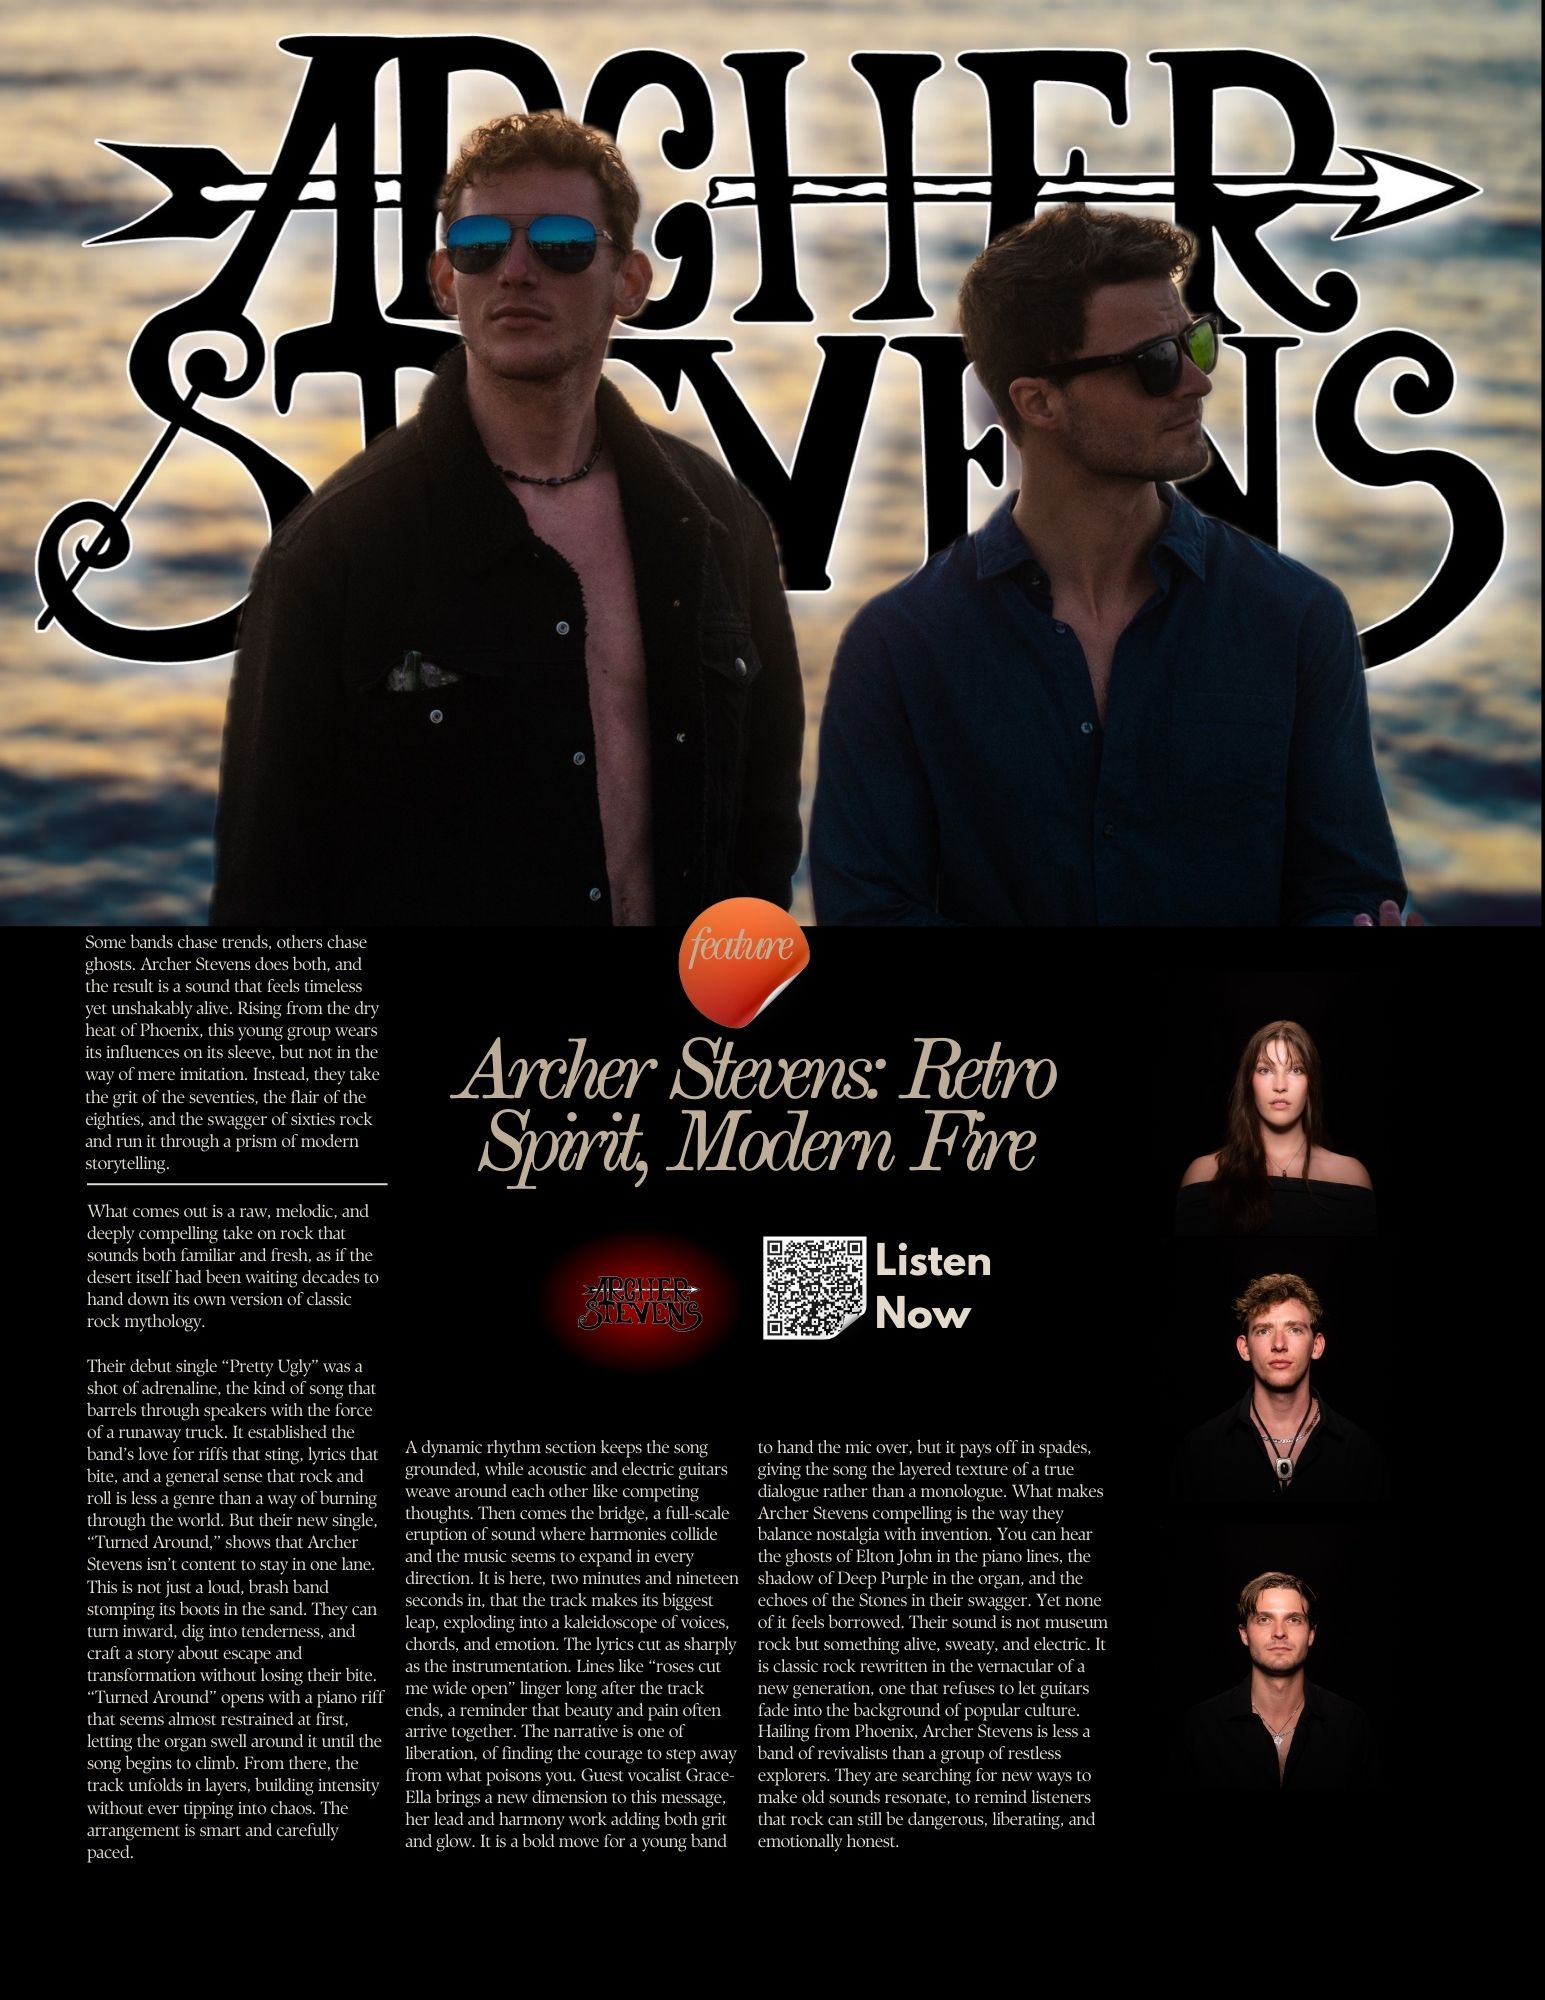 ARCHER
STEVENS
Some bands chase trends, others chase
ghosts. Archer Stevens does both, and
the result is a sound that feels timeless
yet unshakably alive. Rising from the dry
heat of Phoenix, this young group wears
its influences on its sleeve, but not in the
way of mere imitation. Instead, they take
the grit of the seventies, the flair of the
eighties, and the swagger of sixties rock
and run it through a prism of modern
storytelling.
What comes out is a raw, melodic, and
deeply compelling take on rock that
sounds both familiar and fresh, as if the
desert itself had been waiting decades to
hand down its own version of classic
rock mythology.
Their debut single “Pretty Ugly” was a
shot of adrenaline, the kind of song that
barrels through speakers with the force
of a runaway truck. It established the
band’s love for riffs that sting, lyrics that
bite, and a general sense that rock and
roll is less a genre than a way of burning
through the world. But their new single,
“Turned Around,” shows that Archer
Stevens isn’t content to stay in one lane.
This is not just a loud, brash band
stomping its boots in the sand. They can
turn inward, dig into tenderness, and
craft a story about escape and
transformation without losing their bite.
“Turned Around” opens with a piano riff
that seems almost restrained at first,
letting the organ swell around it until the
song begins to climb. From there, the
track unfolds in layers, building intensity
without ever tipping into chaos. The
arrangement is smart and carefully
paced.
feature
Archer Stevens: Retro
Spirit, Modern Fire
ARCHER
STEVENS
Listen
Now
A dynamic rhythm section keeps the song
grounded, while acoustic and electric guitars
weave around each other like competing
thoughts. Then comes the bridge, a full-scale
eruption of sound where harmonies collide
and the music seems to expand in every
direction. It is here, two minutes and nineteen
seconds in, that the track makes its biggest
leap, exploding into a kaleidoscope of voices,
chords, and emotion. The lyrics cut as sharply
as the instrumentation. Lines like “roses cut
me wide open” linger long after the track
ends, a reminder that beauty and pain often
arrive together. The narrative is one of
liberation, of finding the courage to step away
from what poisons you. Guest vocalist Grace-
Ella brings a new dimension to this message,
her lead and harmony work adding both grit
and glow. It is a bold move for a young band
to hand the mic over, but it pays off in spades,
giving the song the layered texture of a true
dialogue rather than a monologue. What makes
Archer Stevens compelling is the way they
balance nostalgia with invention. You can hear
the ghosts of Elton John in the piano lines, the
shadow of Deep Purple in the organ, and the
echoes of the Stones in their swagger. Yet none
of it feels borrowed. Their sound is not museum
rock but something alive, sweaty, and electric. It
is classic rock rewritten in the vernacular of a
new generation, one that refuses to let guitars
fade into the background of popular culture.
Hailing from Phoenix, Archer Stevens is less a
band of revivalists than a group of restless
explorers. They are searching for new ways to
make old sounds resonate, to remind listeners
that rock can still be dangerous, liberating, and
emotionally honest.